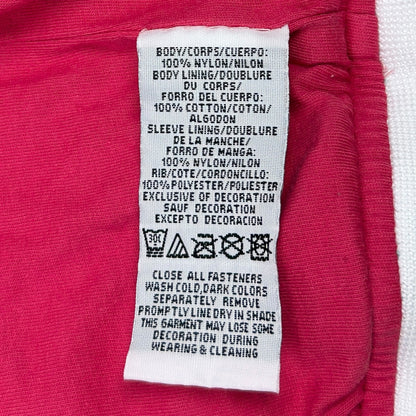 BODY/CORPS/CUERPO:
100% NYLON/NILON
BODY LINING/DOUBLURE
DU CORPS/
FORRO DEL CUERPO:
100% COTTON/COTON/
ALGODON
SLEEVE LINING/DOUBLURE
DE LA MANCHE/
FORRO DE MANGA:
100% NYLON/NILON
RIB/COTE/CORDONCILLO:
100% POLYESTER/POLIESTER
EXCLUSIVE OF DECORATION
SAUF DECORATION
EXCEPTO DECORACION
30C
CLOSE ALL FASTENERS
WASH COLD,DARK COLORS
SEPARATELY REMOVE
PROMPTLY LINE DRY IN SHADE
THIS GARMENT MAY LOSE SOME
DECORATION DURING
WEARING & CLEANING